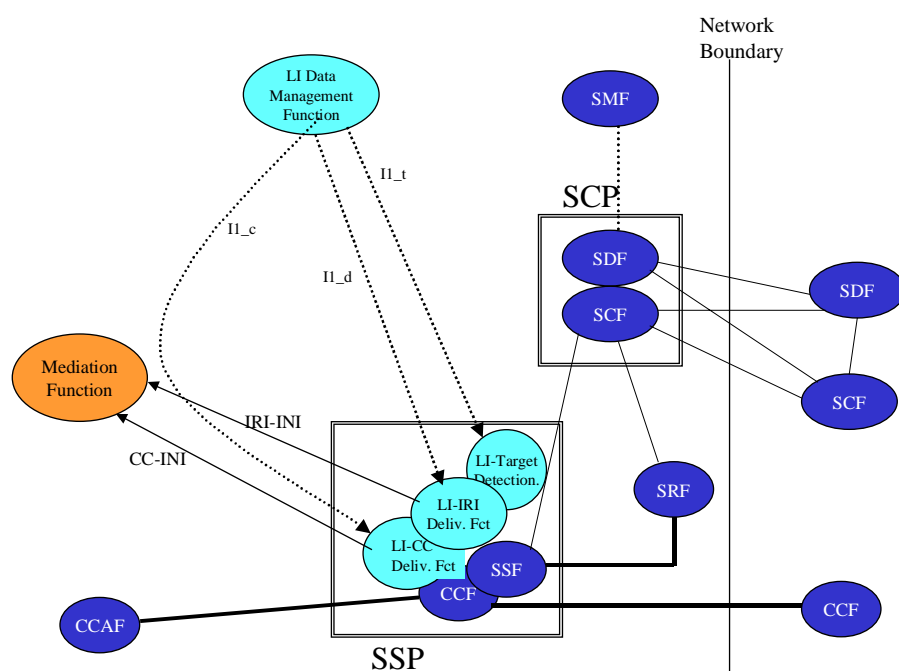 Network
Boundary
LI Data
Management
Function
SMF
I1_t
SCP
I1_c
SDF
I1_d
SDF
SCF
Mediation
Function
SCF
IRI-INI
CC-INI
LI-Target
Detection.
SRF
LI-IRI
Deliv. Fct
LI-CC
Deliv. Fct
SSF
CCF
CCAF
CCF
SSP